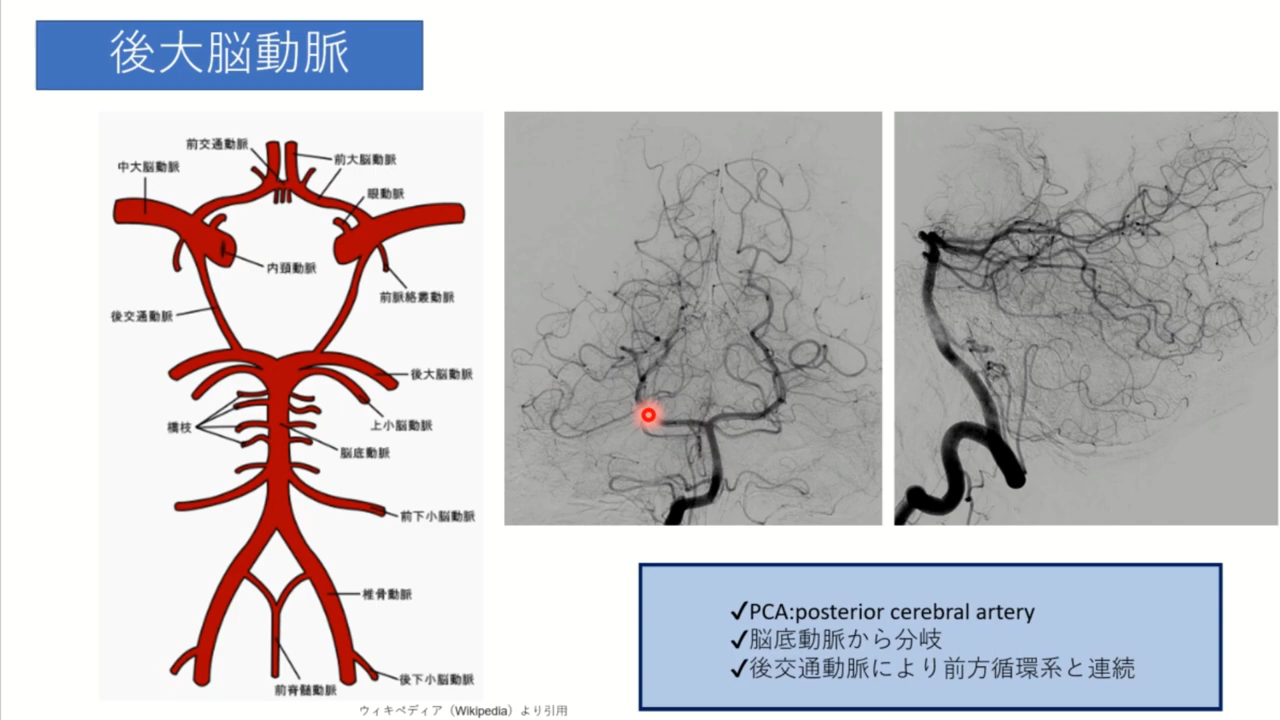 後大脳動脈
前交通動脈
中大脳動脈
前大脳動脈
眼動脈
内頚動脈
前脈絡叢動脈
後交通動脈
後大脳動脈
橋枝
上小脳動脈
脳底動脈
前下小脳動脈
椎骨動脈
後下小脳動脈
前脊髄動脈
ウィキペディア（Wikipedia）より引用
✓PCA:posterior cerebral artery
✓脳底動脈から分岐
✓後交通動脈により前方循環系と連続